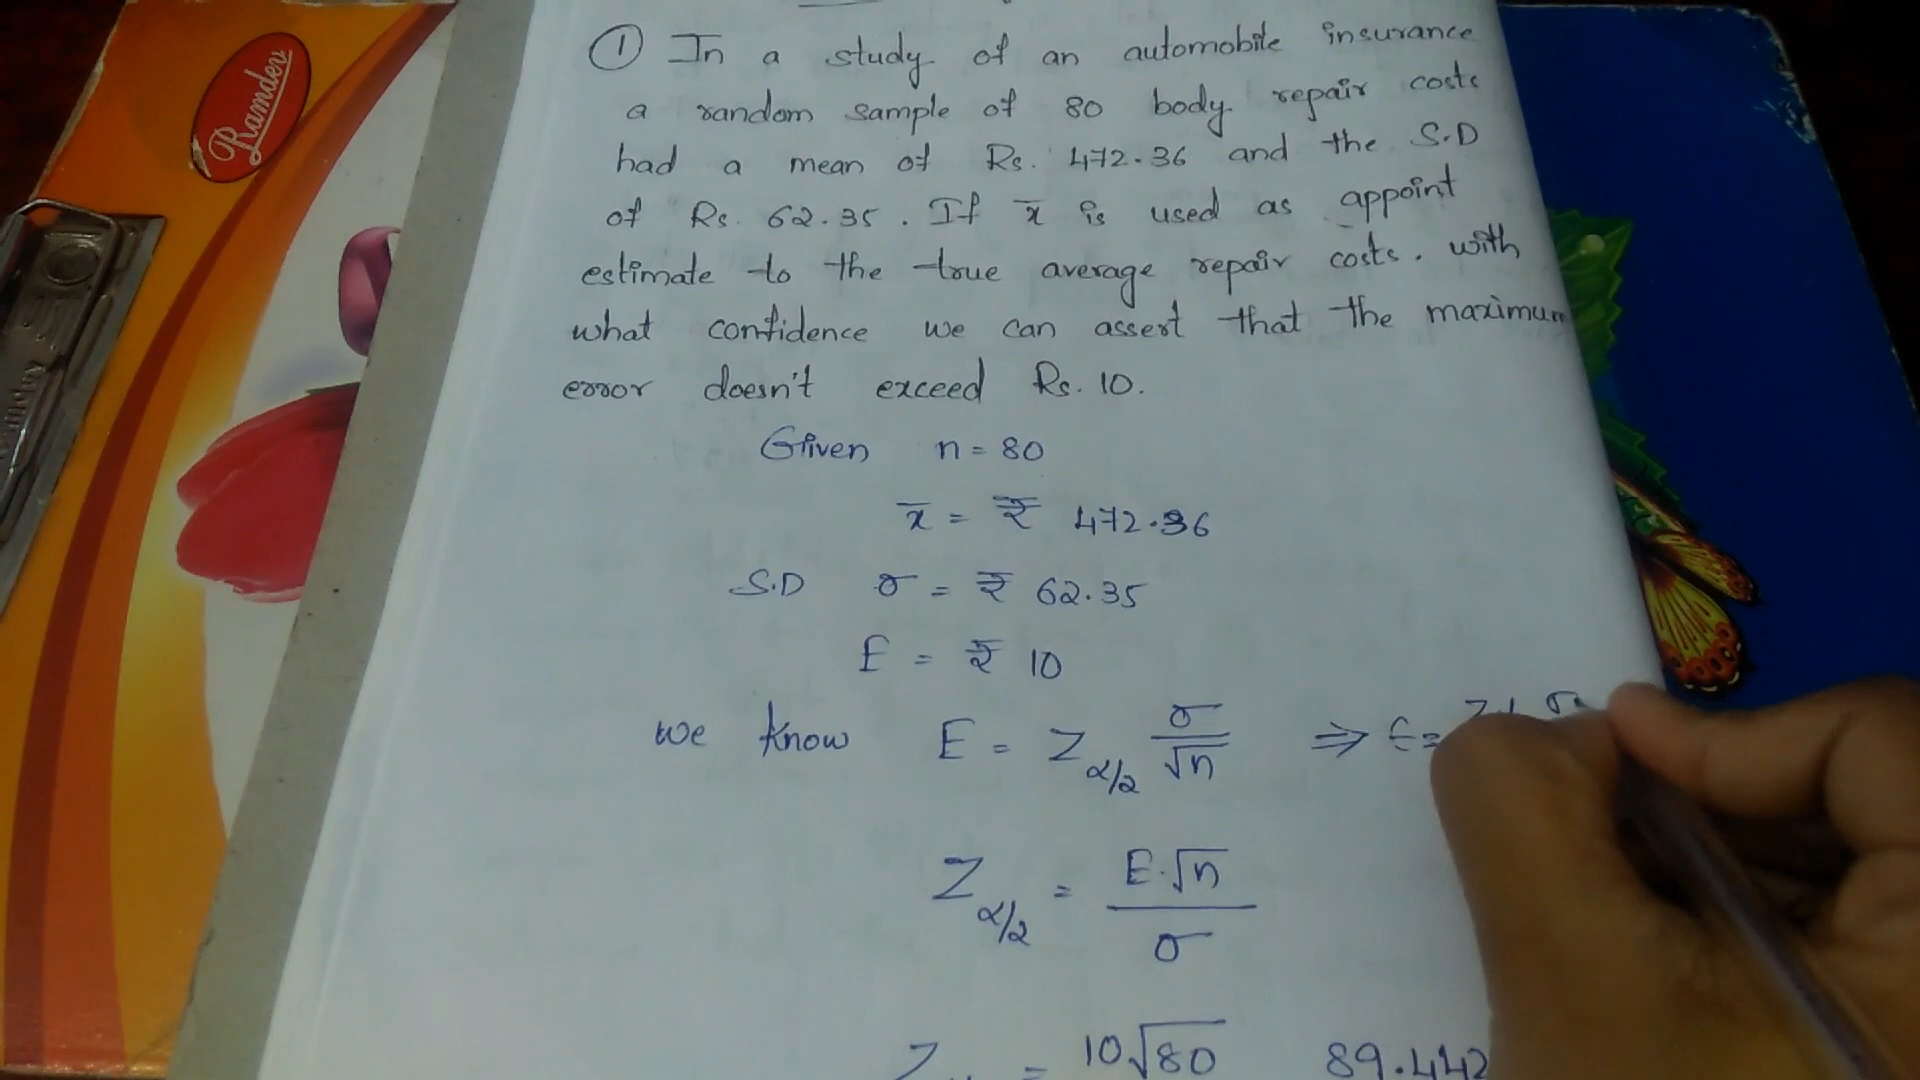 Ramdev
① In a study of an automobile insurance
a random sample of 80 body repair costs
had a mean of Rs. 472.36 and the S.D
of Rs. 62.35. If x̄ is used as appoint
estimate to the true average repair costs. with
what confidence we can assert that the maximum
error doesn't exceed Rs. 10.
Given n = 80
x̄ = ₹ 472.36
S.D σ = ₹ 62.35
E = ₹ 10
we know E = Z α/2 σ/√n ⇒ E =
Z α/2 = E.√n / σ
Z = 10√80 89.442